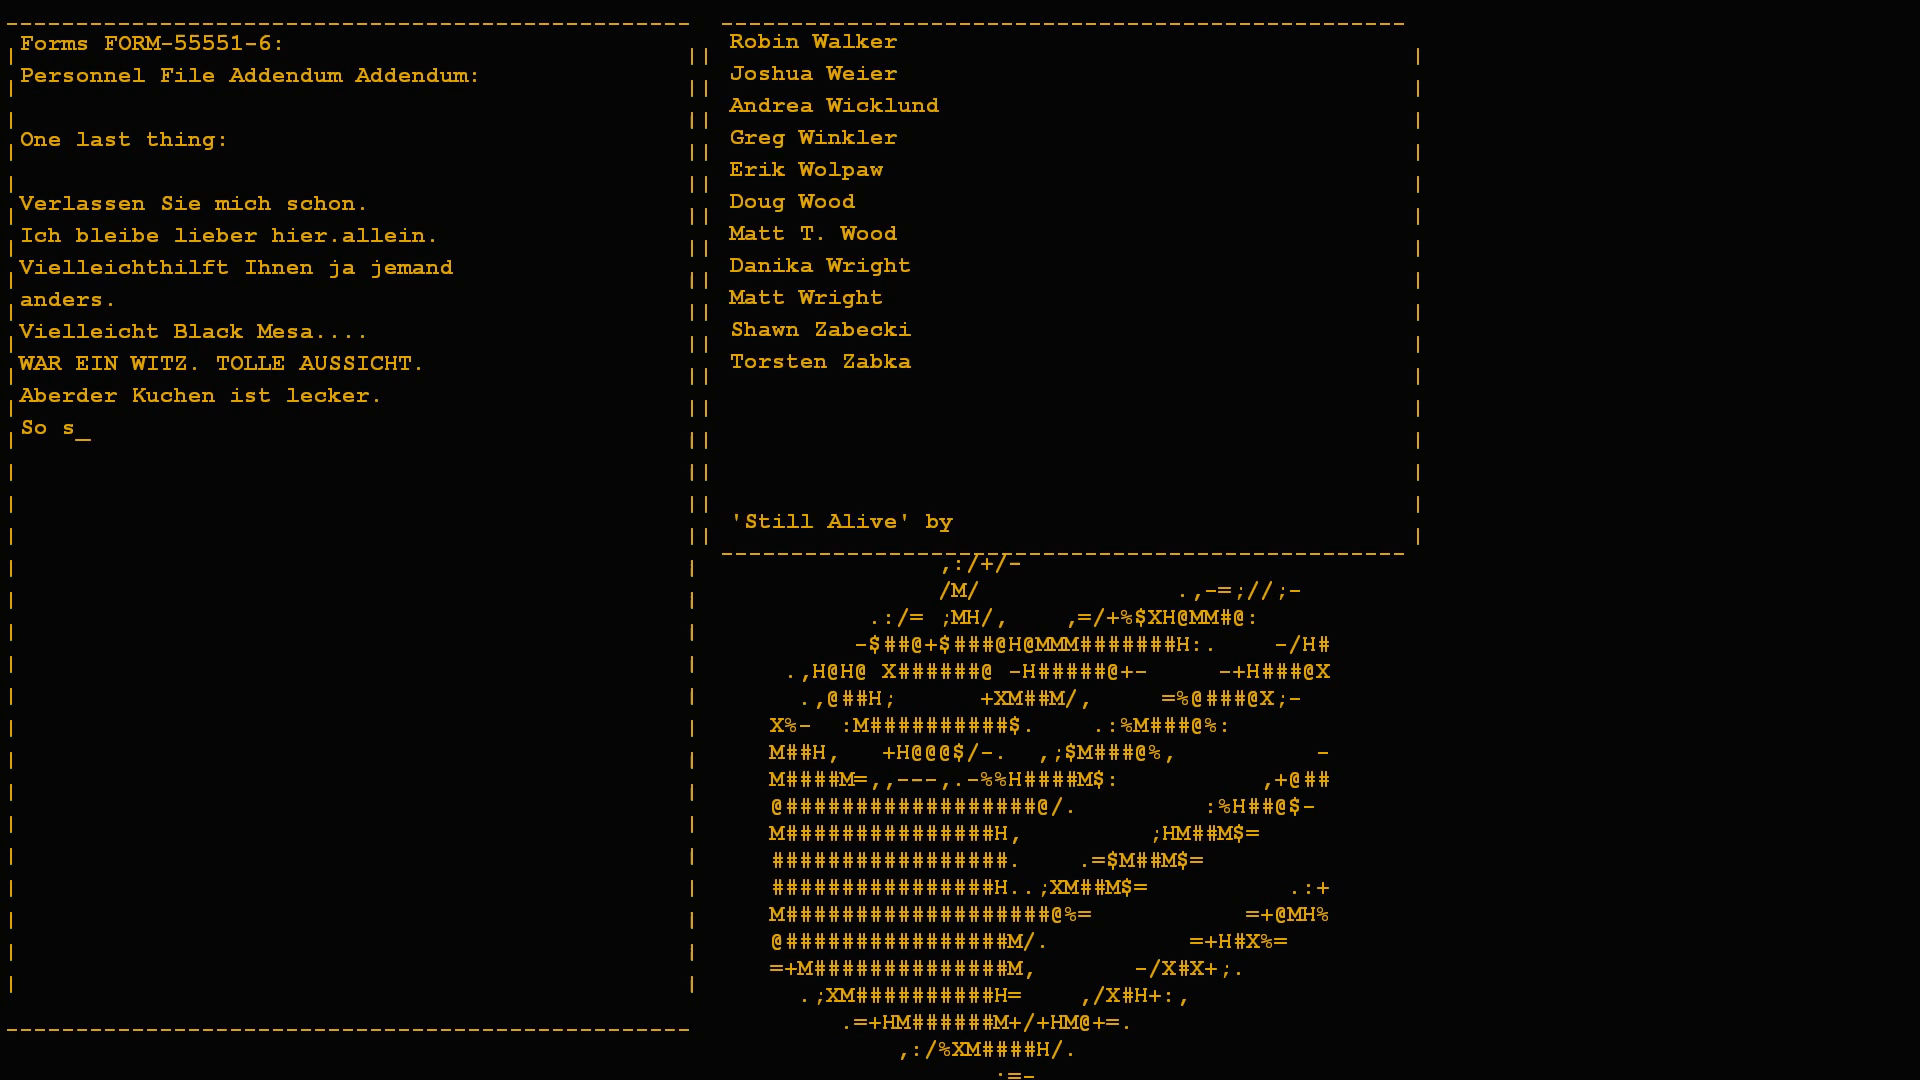 Forms FORM-55551-6:
Personnel File Addendum Addendum:
One last thing:
Verlassen Sie mich schon.
Ich bleibe lieber hier.allein.
Vielleichthilft Ihnen ja jemand
anders.
Vielleicht Black Mesa....
WAR EIN WITZ. TOLLE AUSSICHT.
Aberder Kuchen ist lecker.
So s_
Robin Walker
Joshua Weier
Andrea Wicklund
Greg Winkler
Erik Wolpaw
Doug Wood
Matt T. Wood
Danika Wright
Matt Wright
Shawn Zabecki
Torsten Zabka
'Still Alive' by